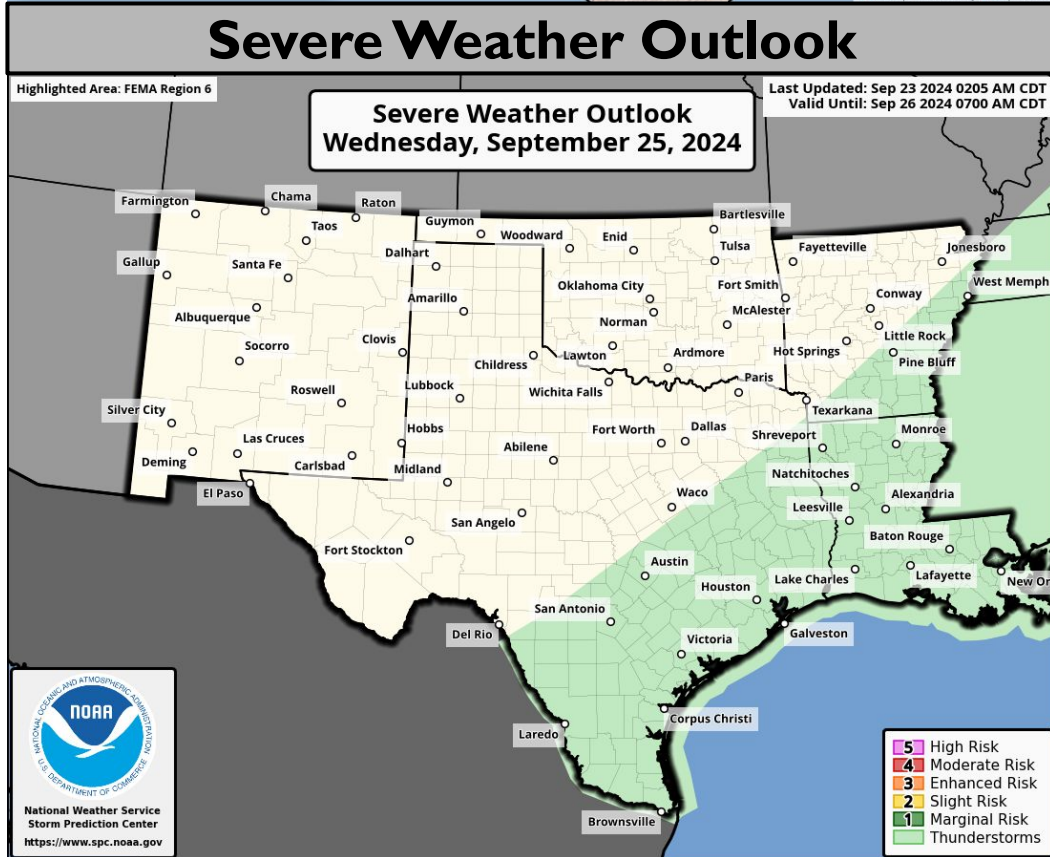 Severe Weather Outlook
Highlighted Area: FEMA Region 6
Last Updated: Sep 23 2024 0205 AM CDT
Valid Until: Sep 26 2024 0700 AM CDT
Severe Weather Outlook
Wednesday, September 25, 2024
Farmington
Chama
Raton
Taos
Guymon
Woodward
Enid
Bartlesville
Tulsa
Fayetteville
Jonesboro
Gallup
Santa Fe
Dalhart
Oklahoma City
Fort Smith
West Memph
Albuquerque
Amarillo
Norman
McAlester
Conway
Little Rock
Socorro
Clovis
Childress
Lawton
Ardmore
Hot Springs
Pine Bluff
Roswell
Lubbock
Wichita Falls
Paris
Texarkana
Silver City
Las Cruces
Hobbs
Fort Worth
Dallas
Shreveport
Monroe
Deming
Carlsbad
Midland
Abilene
Natchitoches
El Paso
San Angelo
Waco
Leesville
Alexandria
Fort Stockton
Baton Rouge
Austin
Houston
Lake Charles
Lafayette
New Or
San Antonio
Del Rio
Victoria
Galveston
Laredo
Corpus Christi
Brownsville
NATIONAL OCEANIC AND ATMOSPHERIC ADMINISTRATION
NOAA
U.S. DEPARTMENT OF COMMERCE
National Weather Service
Storm Prediction Center
https://www.spc.noaa.gov
5 High Risk
4 Moderate Risk
3 Enhanced Risk
2 Slight Risk
1 Marginal Risk
Thunderstorms